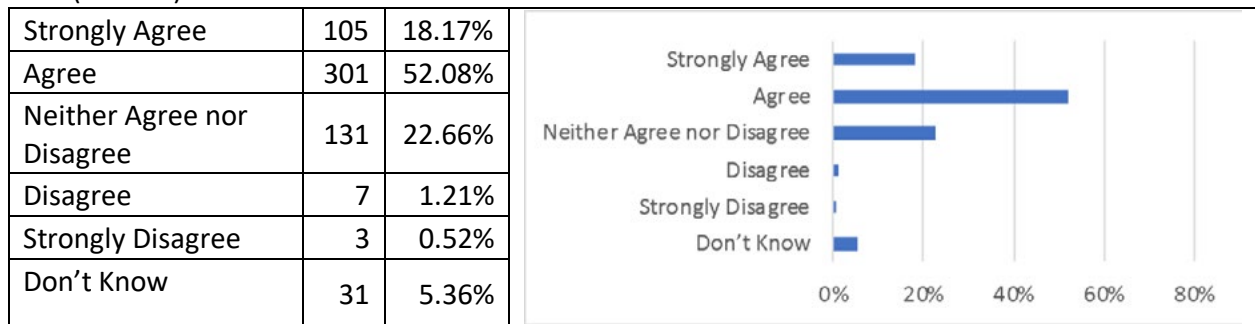 Strongly Agree 105 18.17%
Agree 301 52.08%
Neither Agree nor
Disagree 131 22.66%
Disagree 7 1.21%
Strongly Disagree 3 0.52%
Don’t Know 31 5.36%
Strongly Agree
Agree
Neither Agree nor Disagree
Disagree
Strongly Disagree
Don’t Know
0% 20% 40% 60% 80%